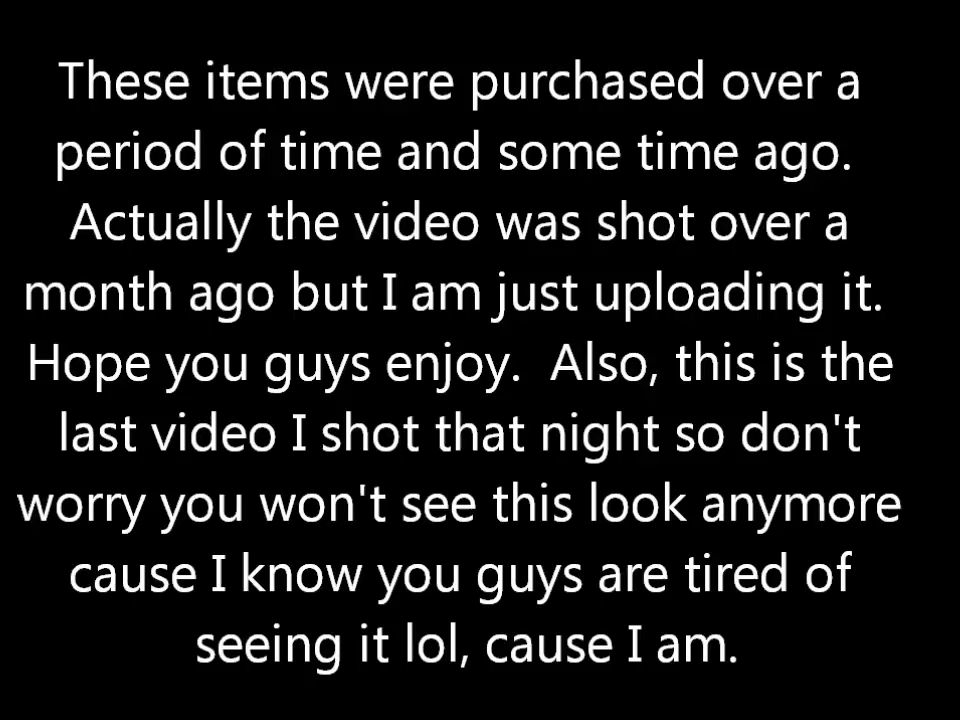 These items were purchased over a
period of time and some time ago.
Actually the video was shot over a
month ago but I am just uploading it.
Hope you guys enjoy.  Also, this is the
last video I shot that night so don't
worry you won't see this look anymore
cause I know you guys are tired of
seeing it lol, cause I am.